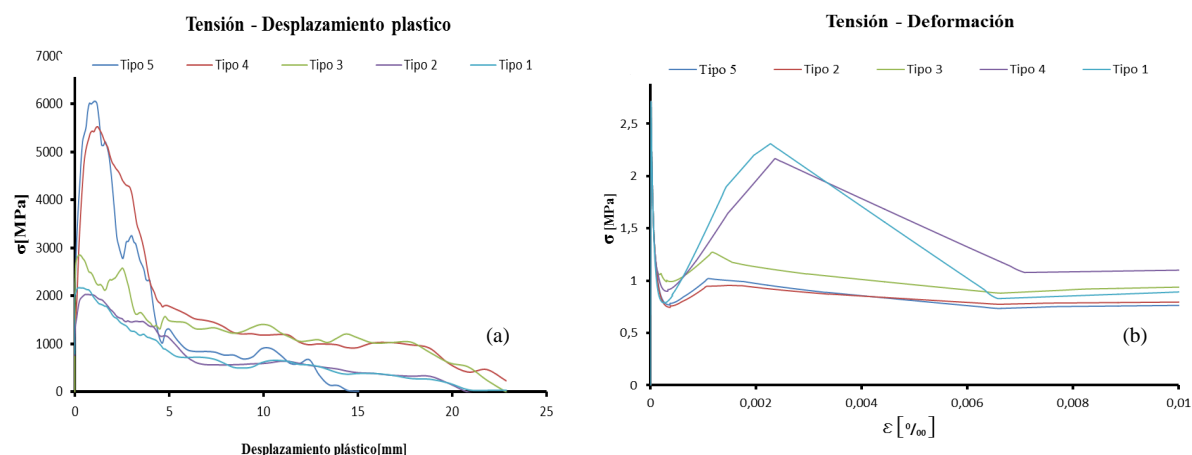 Tensión - Desplazamiento plastico
7000
Tipo 5 Tipo 4 Tipo 3 Tipo 2 Tipo 1
6000
5000
4000
3000
2000
1000
0
σ[MPa]
(a)
0 5 10 15 20 25
Desplazamiento plástico[mm]
Tensión - Deformación
Tipo 5 Tipo 2 Tipo 3 Tipo 4 Tipo 1
2,5
2
1,5
1
0,5
0
σ [MPa]
(b)
0 0,002 0,004 0,006 0,008 0,01
ε [ º/₀₀ ]